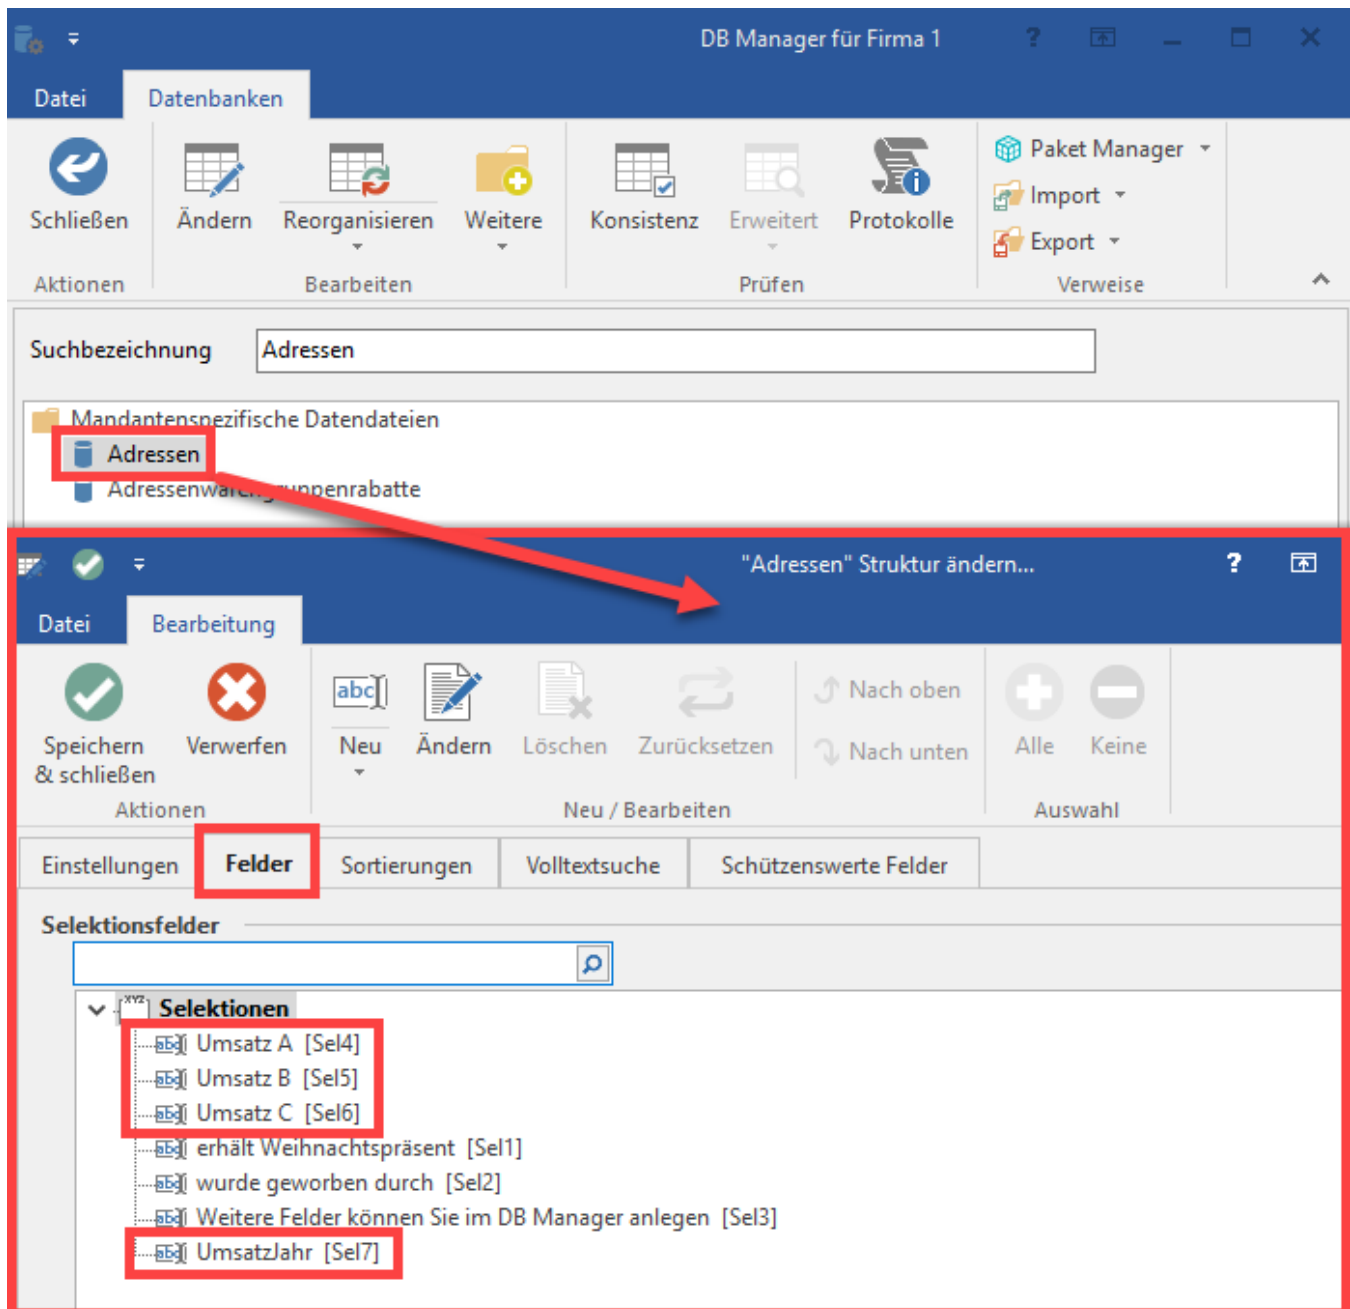 DB Manager für Firma 1 ?
Datei Datenbanken
Schließen Ändern Reorganisieren Weitere Konsistenz Erweitert Protokolle Paket Manager
Import
Export
Aktionen Bearbeiten Prüfen Verweise
Suchbezeichnung Adressen
Mandantenspezifische Datendateien
Adressen
Adressenwarengruppenrabatte
"Adressen" Struktur ändern... ?
Datei Bearbeitung
abc
Speichern & schließen Verwerfen Neu Ändern Löschen Zurücksetzen Nach oben Alle Keine
Nach unten
Aktionen Neu / Bearbeiten Auswahl
Einstellungen Felder Sortierungen Volltextsuche Schützenswerte Felder
Selektionsfelder
XYZ Selektionen
Umsatz A [Sel4]
Umsatz B [Sel5]
Umsatz C [Sel6]
erhält Weihnachtspräsent [Sel1]
wurde geworben durch [Sel2]
Weitere Felder können Sie im DB Manager anlegen [Sel3]
UmsatzJahr [Sel7]